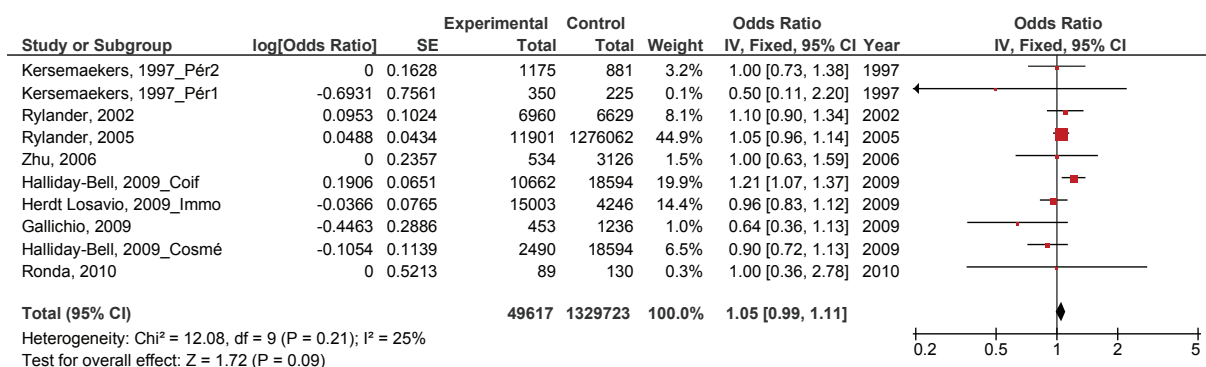 Experimental Control Odds Ratio Odds Ratio
Study or Subgroup log[Odds Ratio] SE Total Total Weight IV, Fixed, 95% CI Year IV, Fixed, 95% CI
Kersemaekers, 1997_Pér2 0 0.1628 1175 881 3.2% 1.00 [0.73, 1.38] 1997
Kersemaekers, 1997_Pér1 -0.6931 0.7561 350 225 0.1% 0.50 [0.11, 2.20] 1997
Rylander, 2002 0.0953 0.1024 6960 6629 8.1% 1.10 [0.90, 1.34] 2002
Rylander, 2005 0.0488 0.0434 11901 1276062 44.9% 1.05 [0.96, 1.14] 2005
Zhu, 2006 0 0.2357 534 3126 1.5% 1.00 [0.63, 1.59] 2006
Halliday-Bell, 2009_Coif 0.1906 0.0651 10662 18594 19.9% 1.21 [1.07, 1.37] 2009
Herdt Losavio, 2009_Immo -0.0366 0.0765 15003 4246 14.4% 0.96 [0.83, 1.12] 2009
Gallichio, 2009 -0.4463 0.2886 453 1236 1.0% 0.64 [0.36, 1.13] 2009
Halliday-Bell, 2009_Cosmé -0.1054 0.1139 2490 18594 6.5% 0.90 [0.72, 1.13] 2009
Ronda, 2010 0 0.5213 89 130 0.3% 1.00 [0.36, 2.78] 2010
Total (95% CI) 49617 1329723 100.0% 1.05 [0.99, 1.11]
Heterogeneity: Chi² = 12.08, df = 9 (P = 0.21); I² = 25%
Test for overall effect: Z = 1.72 (P = 0.09)
0.2 0.5 1 2 5